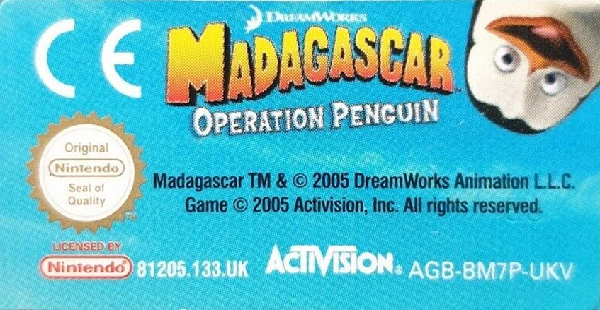 CE
DREAMWORKS
MADAGASCAR
OPERATION PENGUIN
Original
Nintendo
Seal of
Quality
TM
Madagascar TM & © 2005 DreamWorks Animation L.L.C.
Game © 2005 Activision, Inc. All rights reserved.
LICENSED BY
Nintendo®
81205.133.UK
ACTIVISION®
AGB-BM7P-UKV